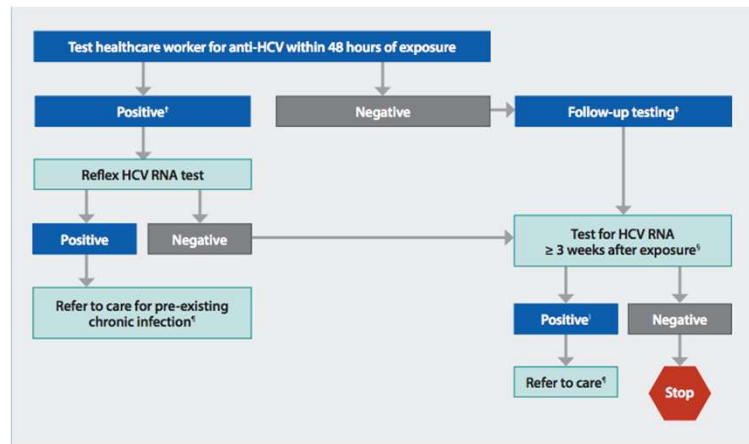 Test healthcare worker for anti-HCV within 48 hours of exposure
Positive†
Negative
Follow-up testing‡
Reflex HCV RNA test
Positive
Negative
Test for HCV RNA
≥ 3 weeks after exposure§
Refer to care for pre-existing
chronic infection¶
Positive|
Negative
Refer to care¶
Stop